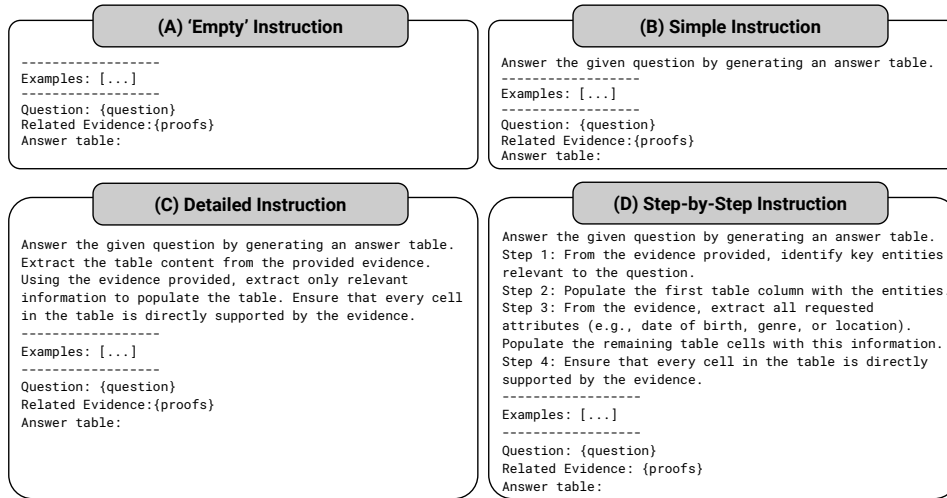 (A) ‘Empty’ Instruction
------------------
Examples: [...]
------------------
Question: {question}
Related Evidence:{proofs}
Answer table:
(B) Simple Instruction
Answer the given question by generating an answer table.
------------------
Examples: [...]
------------------
Question: {question}
Related Evidence:{proofs}
Answer table:
(C) Detailed Instruction
Answer the given question by generating an answer table.
Extract the table content from the provided evidence.
Using the evidence provided, extract only relevant
information to populate the table. Ensure that every cell
in the table is directly supported by the evidence.
------------------
Examples: [...]
------------------
Question: {question}
Related Evidence:{proofs}
Answer table:
(D) Step-by-Step Instruction
Answer the given question by generating an answer table.
Step 1: From the evidence provided, identify key entities
relevant to the question.
Step 2: Populate the first table column with the entities.
Step 3: From the evidence, extract all requested
attributes (e.g., date of birth, genre, or location).
Populate the remaining table cells with this information.
Step 4: Ensure that every cell in the table is directly
supported by the evidence.
------------------
Examples: [...]
------------------
Question: {question}
Related Evidence: {proofs}
Answer table: